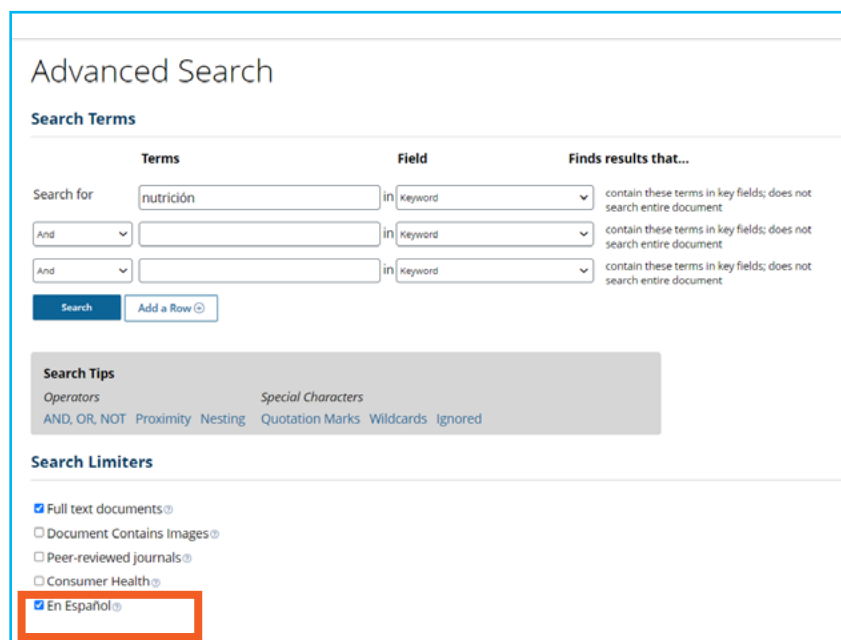 Advanced Search
Search Terms
Terms Field Finds results that...
Search for nutrición in Keyword contain these terms in key fields; does not
search entire document
And in Keyword contain these terms in key fields; does not
search entire document
And in Keyword contain these terms in key fields; does not
search entire document
Search Add a Row
Search Tips
Operators Special Characters
AND, OR, NOT Proximity Nesting Quotation Marks Wildcards Ignored
Search Limiters
Full text documents
Document Contains Images
Peer-reviewed journals
Consumer Health
En Español